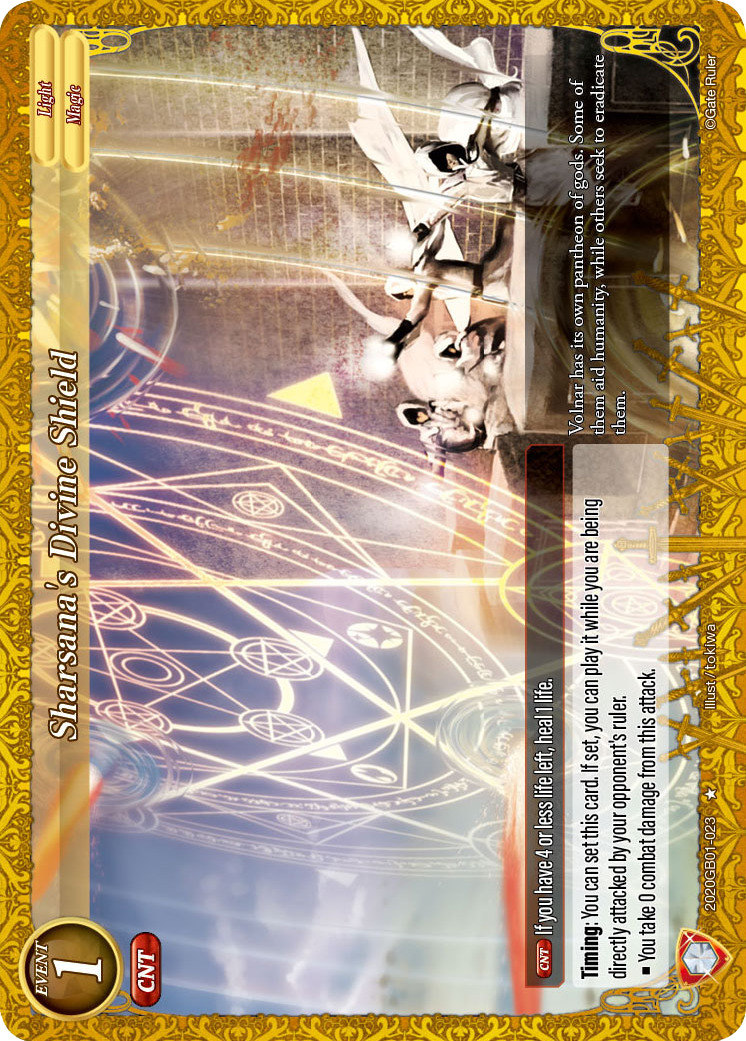 EVENT
1
Sharsana's Divine Shield
Light
Magic
CNT
CNT If you have 4 or less life left, heal 1 life.
Timing: You can set this card. If set, you can play it while you are being
directly attacked by your opponent's ruler.
■ You take 0 combat damage from this attack.
Volnar has its own pantheon of gods. Some of
them aid humanity, while others seek to eradicate
them.
2020GB01-023 ★
illust / tokiwa
©Gate Ruler